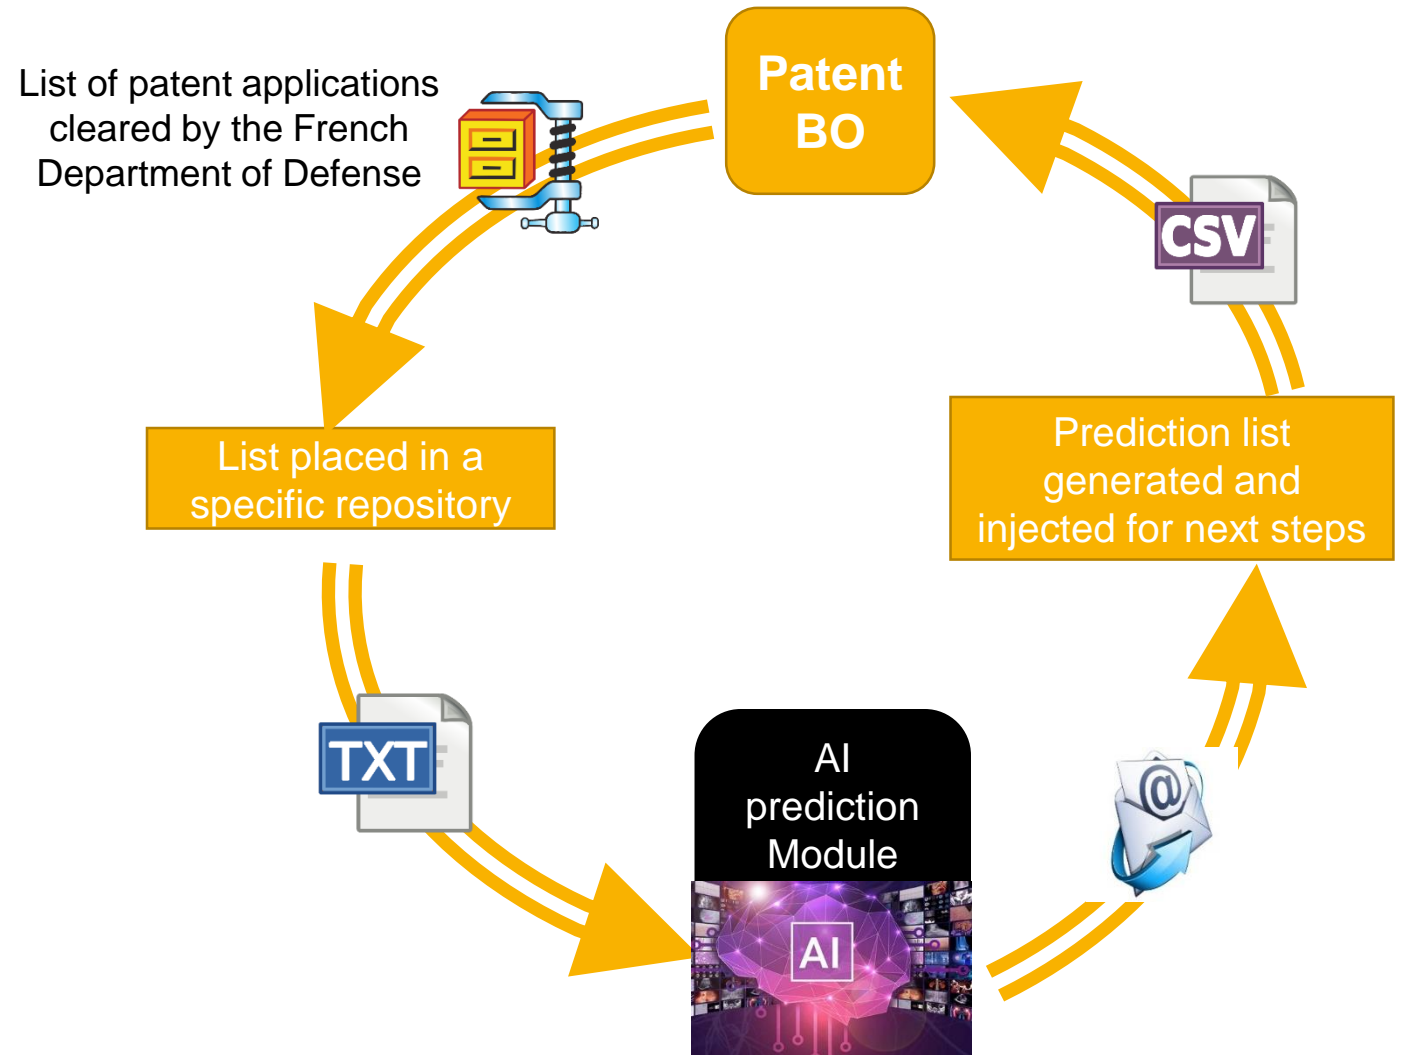 Patent
BO
List of patent applications
cleared by the French
Department of Defense
CSV
List placed in a
specific repository
Prediction list
generated and
injected for next steps
TXT
AI
prediction
Module
@
AI